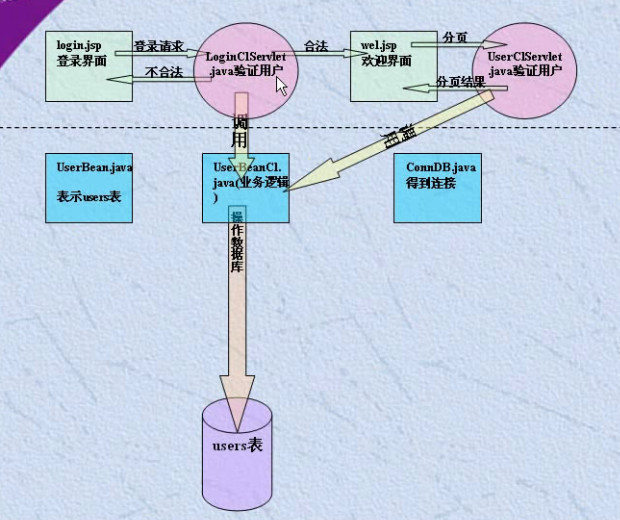 login.jsp
登录界面
登录请求
不合法
LoginClServlet
.java验证用户
合法
wel.jsp
欢迎界面
分页
分页结果
UserClServlet
.java验证用户
调用
调用
UserBean.java
表示users表
UserBeanCl.
java(业务逻辑
)
ConnDB.java
得到连接
操作数据库
users表